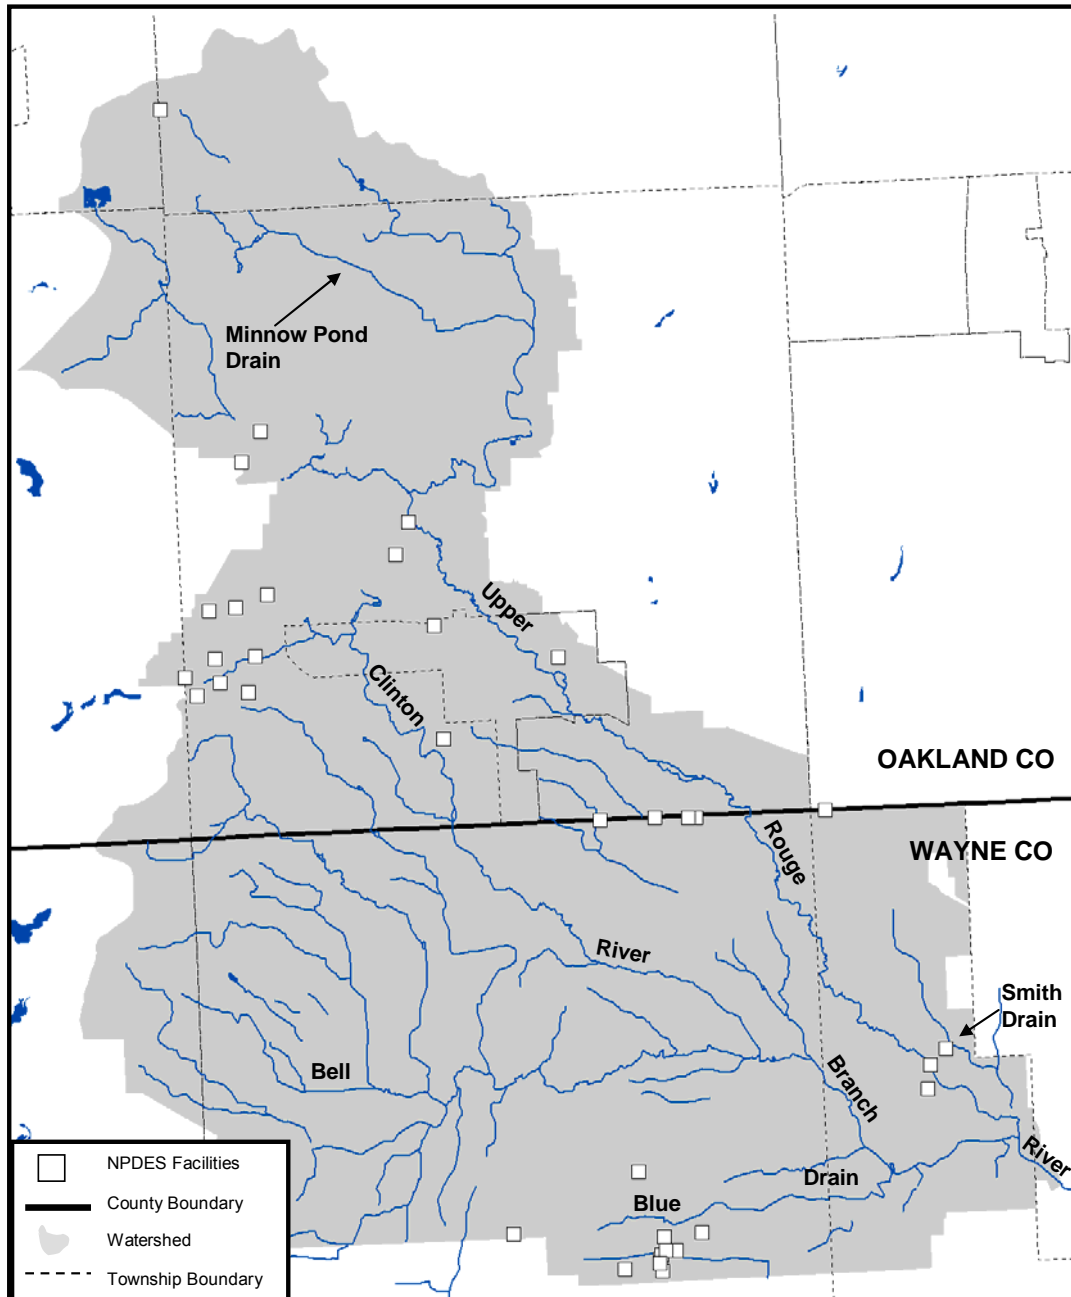 Minnow Pond
Drain
Upper
Clinton
OAKLAND CO
Rouge
WAYNE CO
River
Smith
Drain
Bell
Branch
River
Drain
Blue
NPDES Facilities
County Boundary
Watershed
Township Boundary